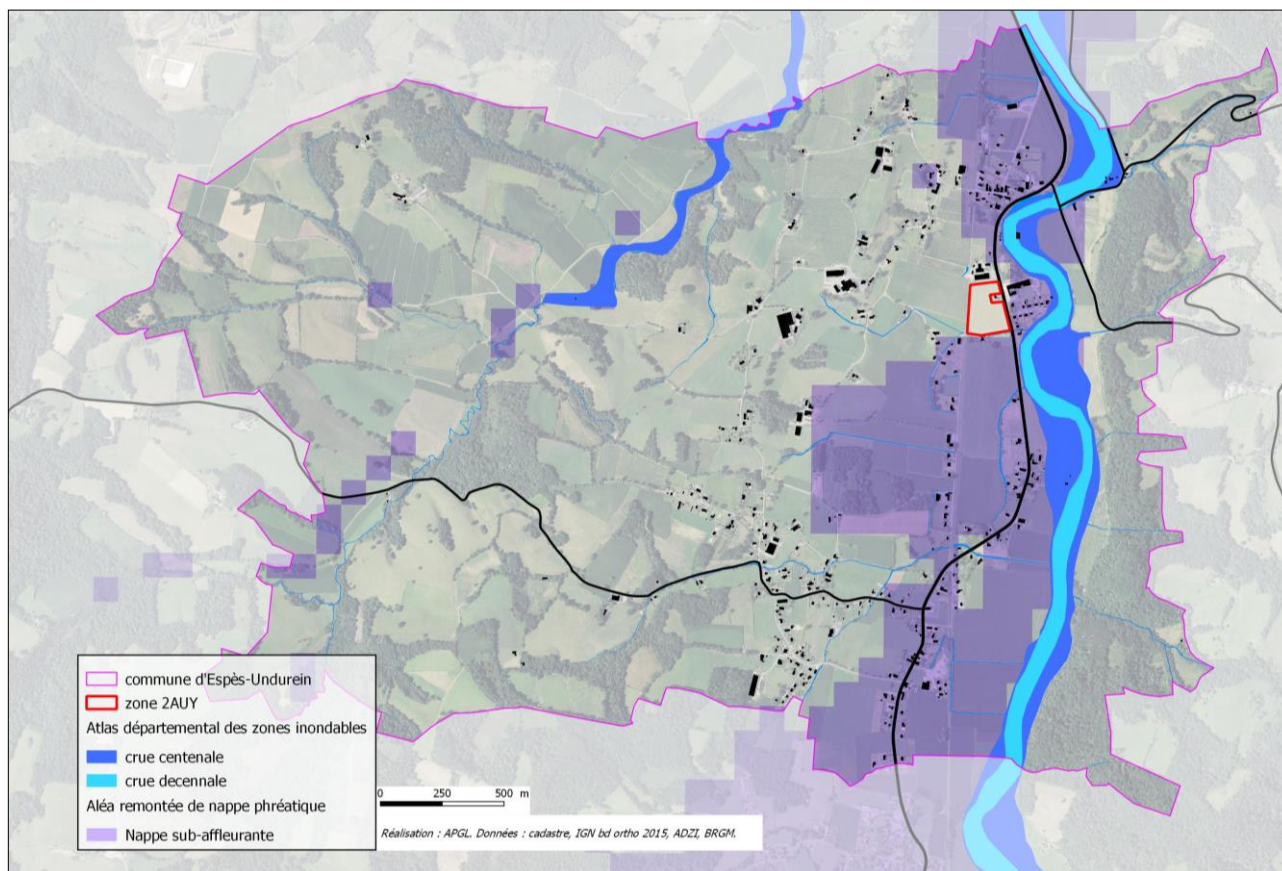 commune d'Espès-Undurein
zone 2AUY
Atlas départemental des zones inondables
crue centenale
crue decennale
Aléa remontée de nappe phréatique
Nappe sub-affleurante
0 250 500 m
Réalisation : APGL. Données : cadastre, IGN bd ortho 2015, ADZI, BRGM.